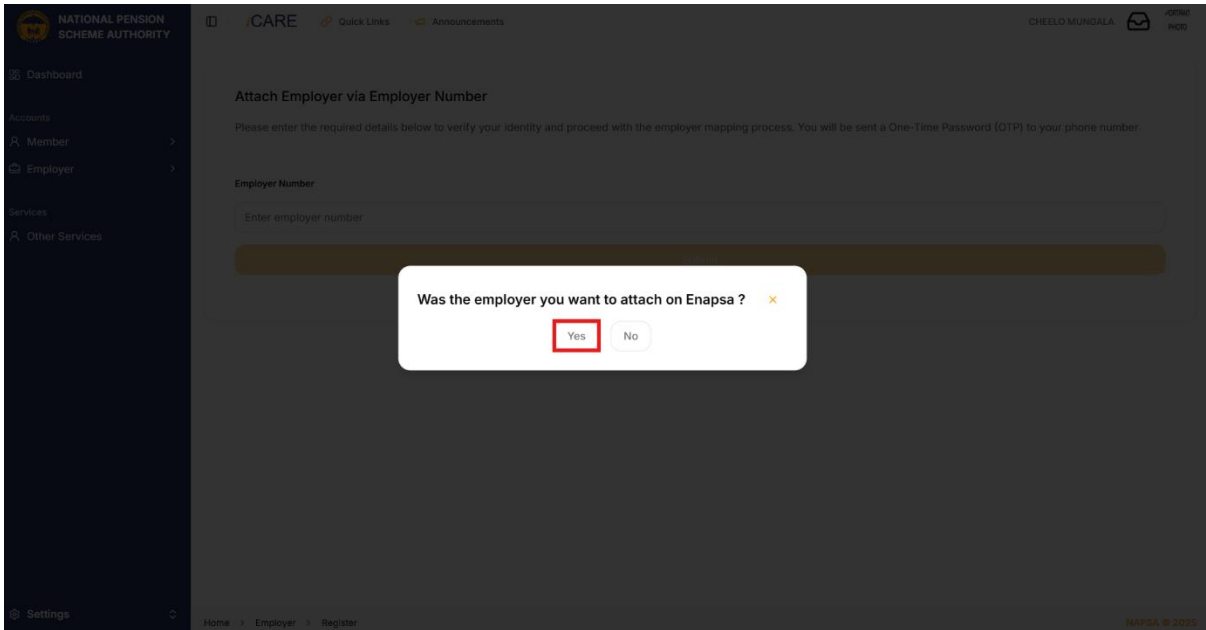 NATIONAL PENSION
SCHEME AUTHORITY
iCARE
Quick Links
Announcements
CHEELO MUNGALA
PHOTO
Dashboard
Accounts
Member
Employer
Services
Other Services
Attach Employer via Employer Number
Please enter the required details below to verify your identity and proceed with the employer mapping process. You will be sent a One-Time Password (OTP) to your phone number
Employer Number
Enter employer number
Was the employer you want to attach on Enapsa ?
Yes
No
Settings
Home > Employer > Register
NAPSA © 2025